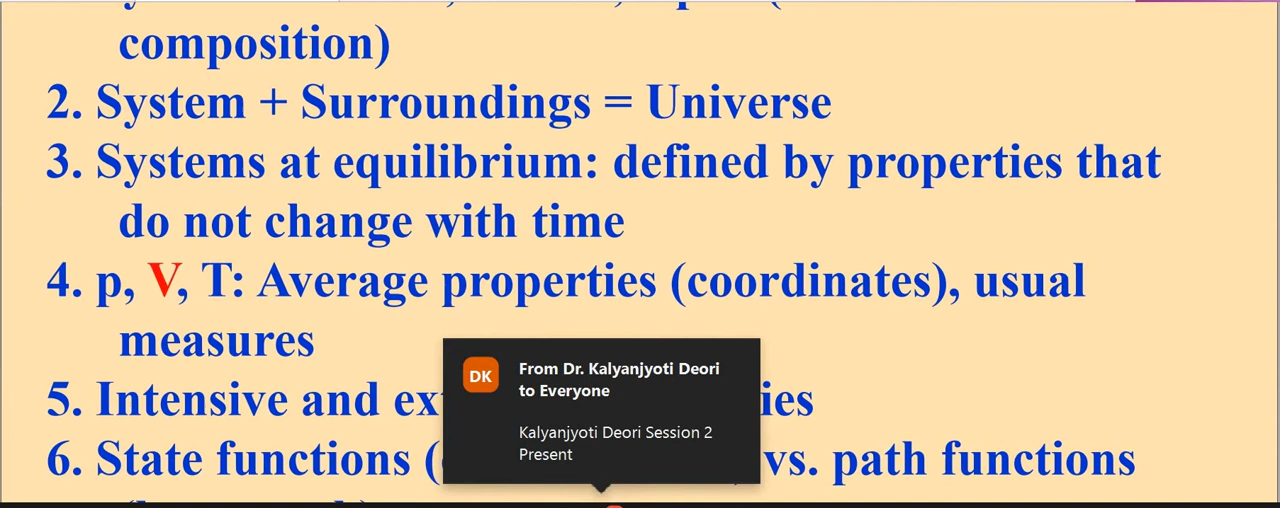 composition)
2. System + Surroundings = Universe
3. Systems at equilibrium: defined by properties that
do not change with time
4. p, V, T: Average properties (coordinates), usual
measures
5. Intensive and ex ies
6. State functions ( vs. path functions
DK
From Dr. Kalyanjyoti Deori
to Everyone
Kalyanjyoti Deori Session 2
Present